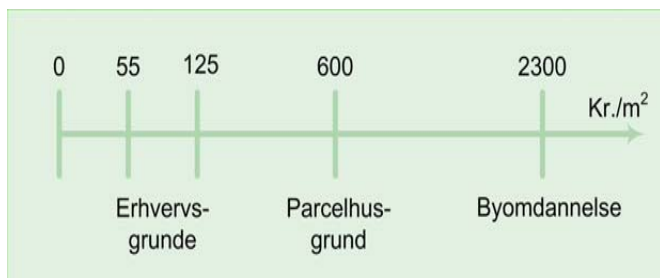 0 55 125 600 2300
Kr./m²
Erhvervs- Parcelhus- Byomdannelse
grunde grund